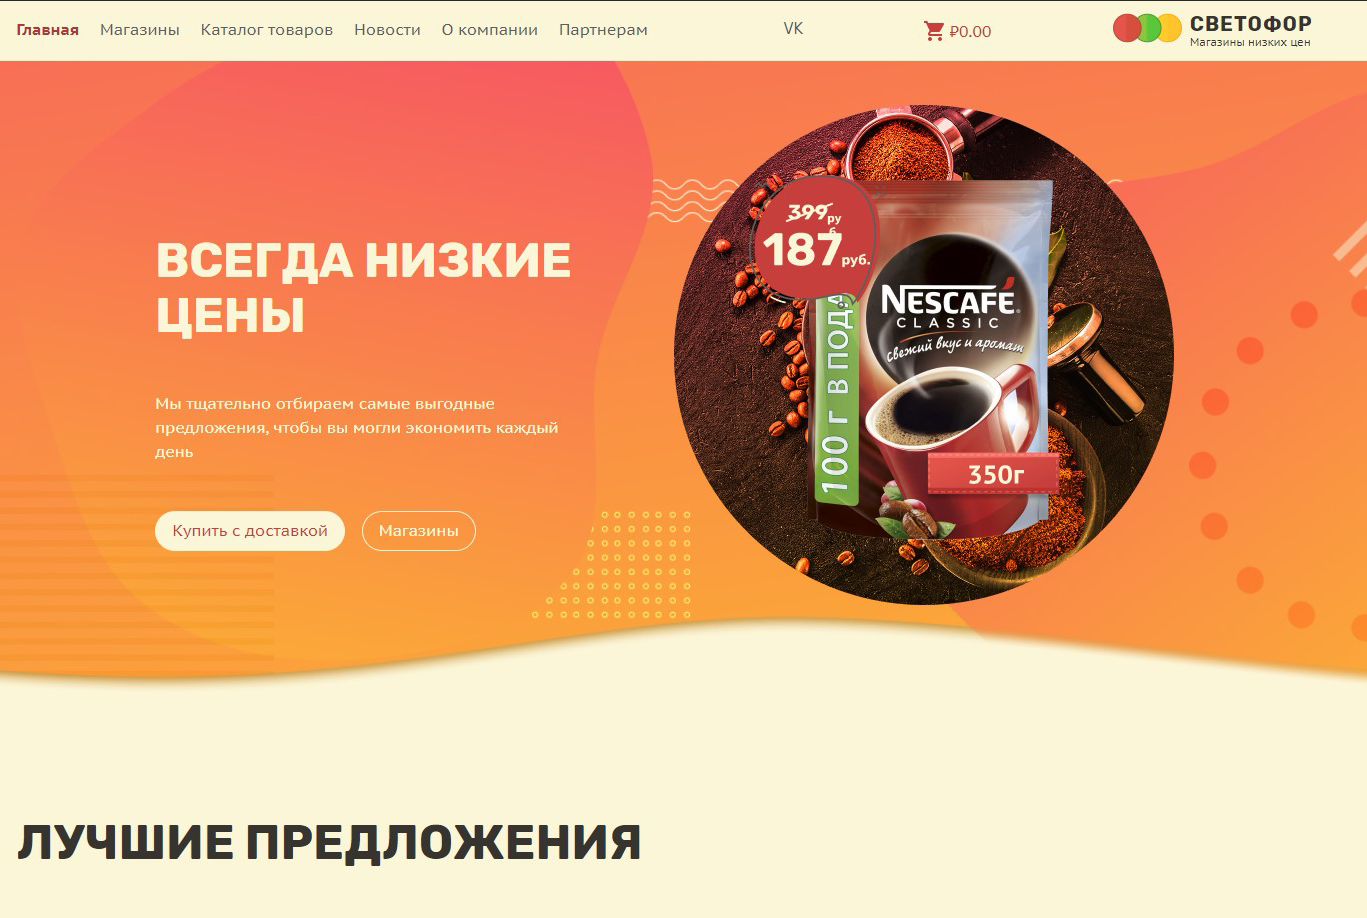 Главная Магазины Каталог товаров Новости О компании Партнерам VK ₽0.00 СВЕТОФОР
Магазины низких цен
ВСЕГДА НИЗКИЕ
ЦЕНЫ
Мы тщательно отбираем самые выгодные
предложения, чтобы вы могли экономить каждый
день
Купить с доставкой Магазины
399 руб.
187 руб.
NESCAFÉ
CLASSIC
свежий вкус и аромат
100 г В
350г
ЛУЧШИЕ ПРЕДЛОЖЕНИЯ